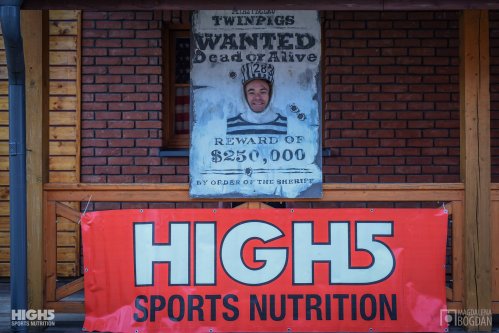 TWINPIGS
WANTED
Dead or Alive
REWARD OF
$250,000
BY ORDER OF THE SHERIFF
HIGH5
SPORTS NUTRITION
HIGH5
SPORTS NUTRITION
MAGDALENA
BOGDAN